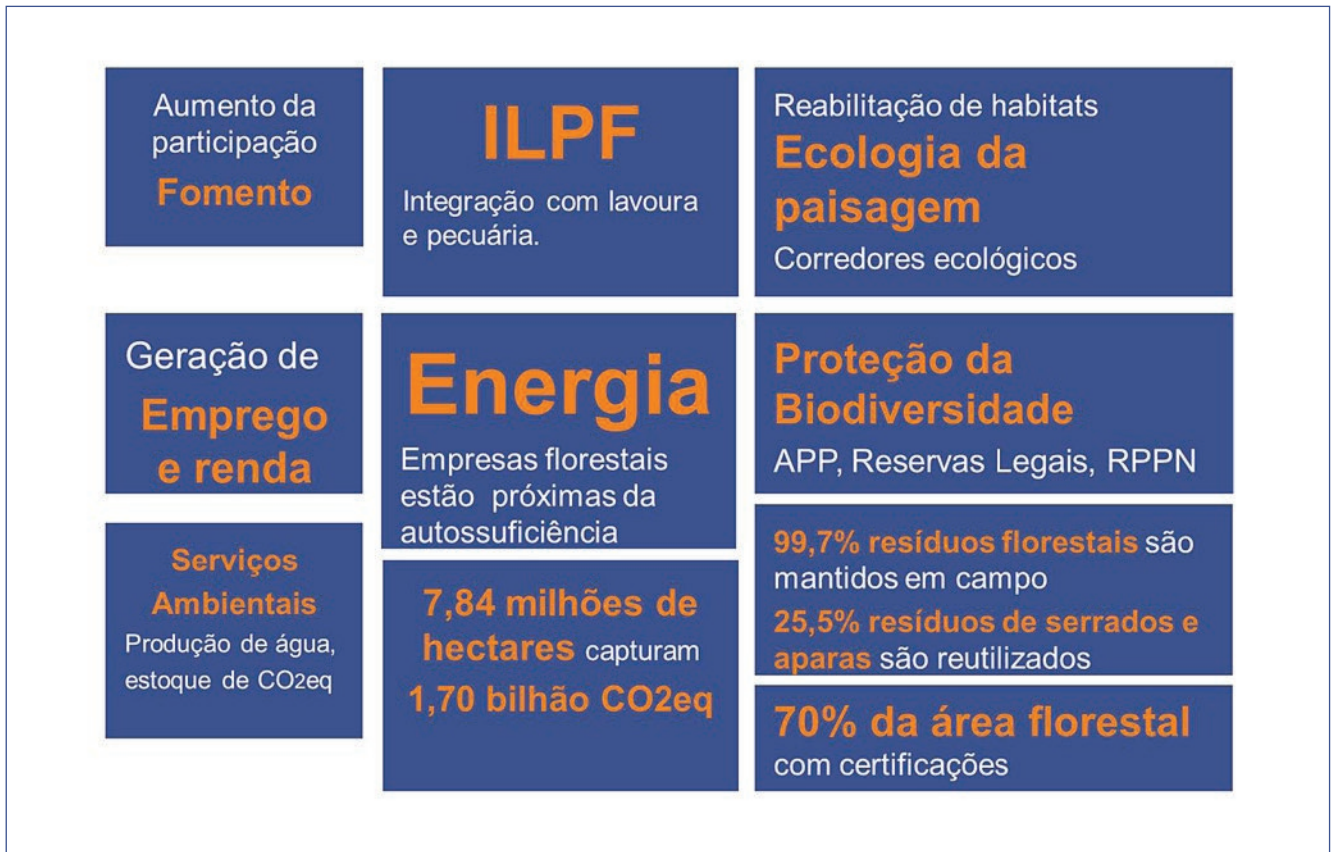 Aumento da
participação
Fomento
ILPF
Integração com lavoura
e pecuária.
Reabilitação de habitats
Ecologia da
paisagem
Corredores ecológicos
Geração de
Emprego
e renda
Energia
Empresas florestais
estão próximas da
autossuficiência
Proteção da
Biodiversidade
APP, Reservas Legais, RPPN
Serviços
Ambientais
Produção de água,
estoque de CO2eq
7,84 milhões de
hectares capturam
1,70 bilhão CO2eq
99,7% resíduos florestais são
mantidos em campo
25,5% resíduos de serrados e
aparas são reutilizados
70% da área florestal
com certificações